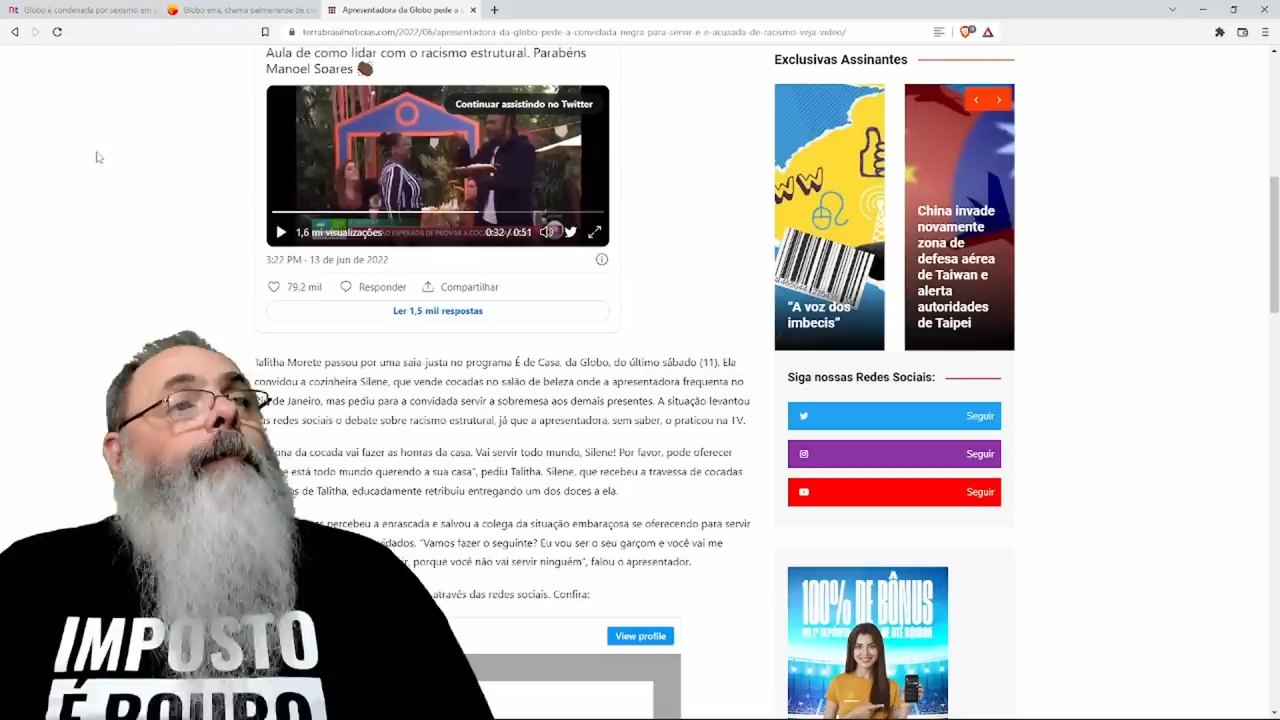 Globo é condenada por sexismo em
Globo erra, chama palmeirense de
Apresentadora da Globo pede a
terrabrasilnoticias.com/2022/06/apresentadora-da-globo-pede-a-convidada-negra-para-servir-e-e-acusada-de-racismo-veja-video/
Aula de como lidar com o racismo estrutural. Parabéns
Manoel Soares
Continuar assistindo no Twitter
1,6 mi visualizações
0:32 / 0:51
3:22 PM · 13 de jun de 2022
79,2 mil
Responder
Compartilhar
Ler 1,5 mil respostas
Talitha Morete passou por uma saia-justa no programa É de Casa, da Globo, do último sábado (11). Ela
convidou a cozinheira Silene, que vende cocadas no salão de beleza onde a apresentadora frequenta no
de Janeiro, mas pediu para a convidada servir a sobremesa aos demais presentes. A situação levantou
redes sociais o debate sobre racismo estrutural, já que a apresentadora, sem saber, o praticou na TV.
da cocada vai fazer as honras da casa. Vai servir todo mundo, Silene! Por favor, pode oferecer
está todo mundo querendo a sua casa", pediu Talitha. Silene, que recebeu a travessa de cocadas
de Talitha, educadamente retribuiu entregando um dos doces a ela.
percebeu a enrascada e salvou a colega da situação embaraçosa se oferecendo para servir
"Vamos fazer o seguinte? Eu vou ser o seu garçom e você vai me
porque você não vai servir ninguém", falou o apresentador.
através das redes sociais. Confira:
View profile
Exclusivas Assinantes
"A voz dos
imbecis"
China invade
novamente
zona de
defesa aérea
de Taiwan e
alerta
autoridades
de Taipei
Siga nossas Redes Sociais:
Seguir
Seguir
Seguir
100%
DE BÔNUS
IMPOSTO
É ROUBO